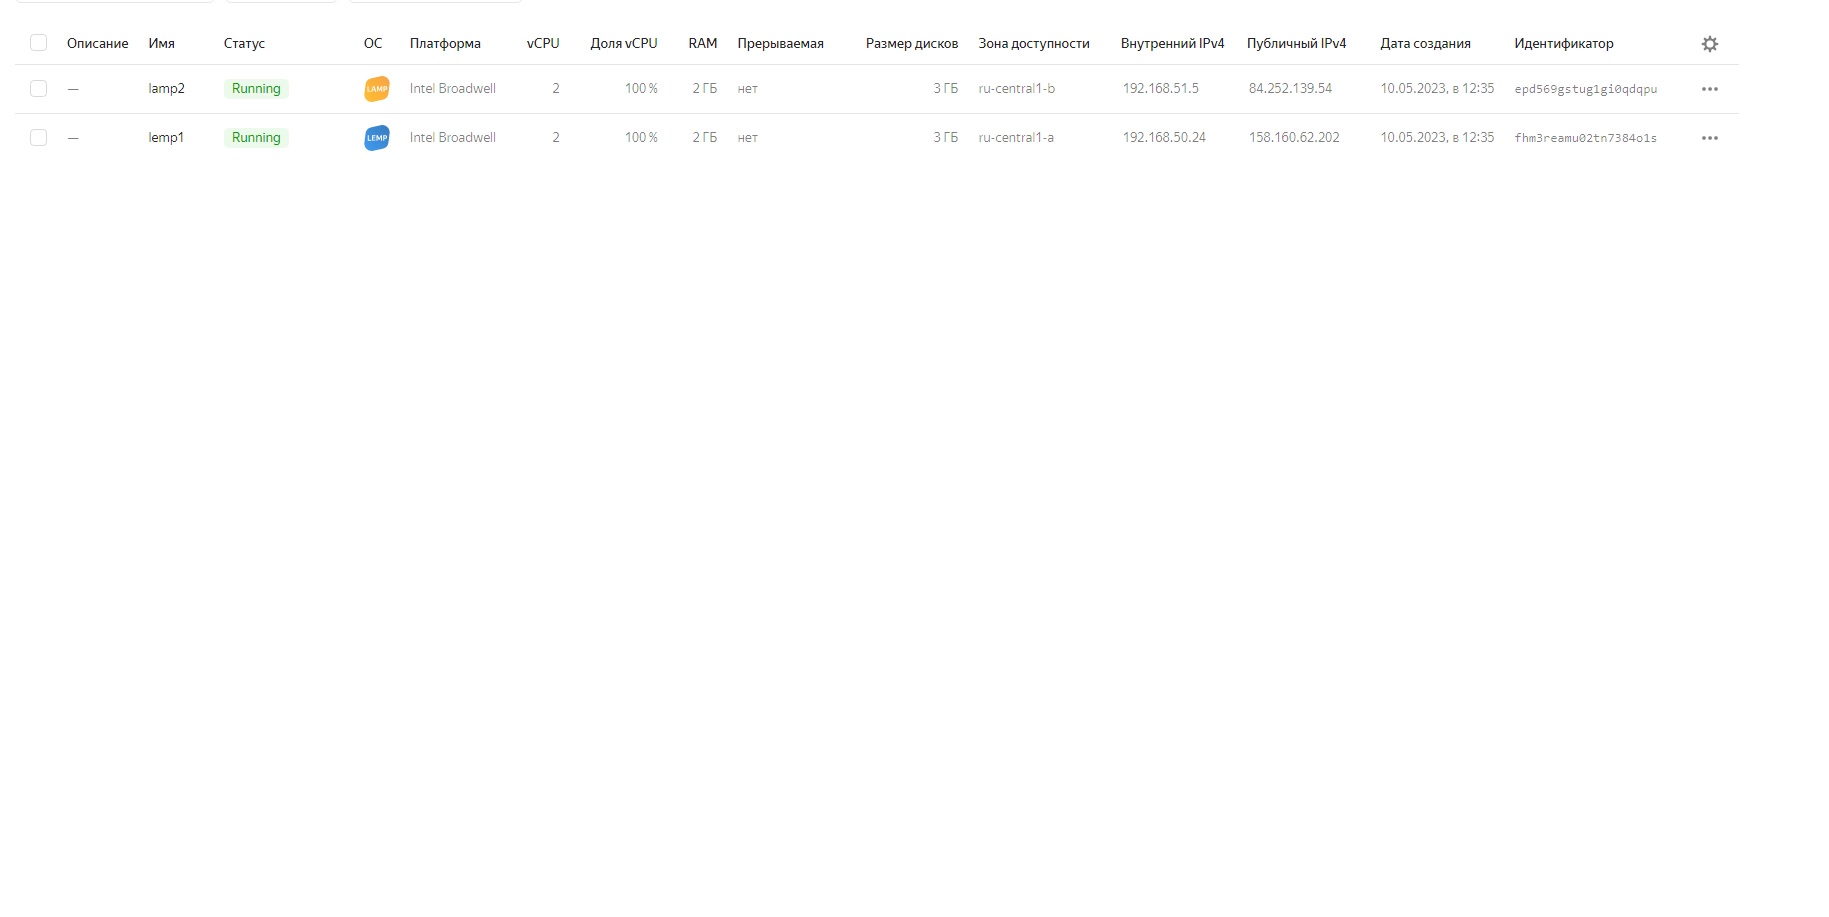 Описание Имя Статус ОС Платформа vCPU Доля vCPU RAM Прерываемая Размер дисков Зона доступности Внутренний IPv4 Публичный IPv4 Дата создания Идентификатор
— lamp2 Running LAMP Intel Broadwell 2 100 % 2 ГБ нет 3 ГБ ru-central1-b 192.168.51.5 84.252.139.54 10.05.2023, в 12:35 epd569gstug1gi0qdqpu
— lemp1 Running LEMP Intel Broadwell 2 100 % 2 ГБ нет 3 ГБ ru-central1-a 192.168.50.24 158.160.62.202 10.05.2023, в 12:35 fhm3reamu02tn7384o1s